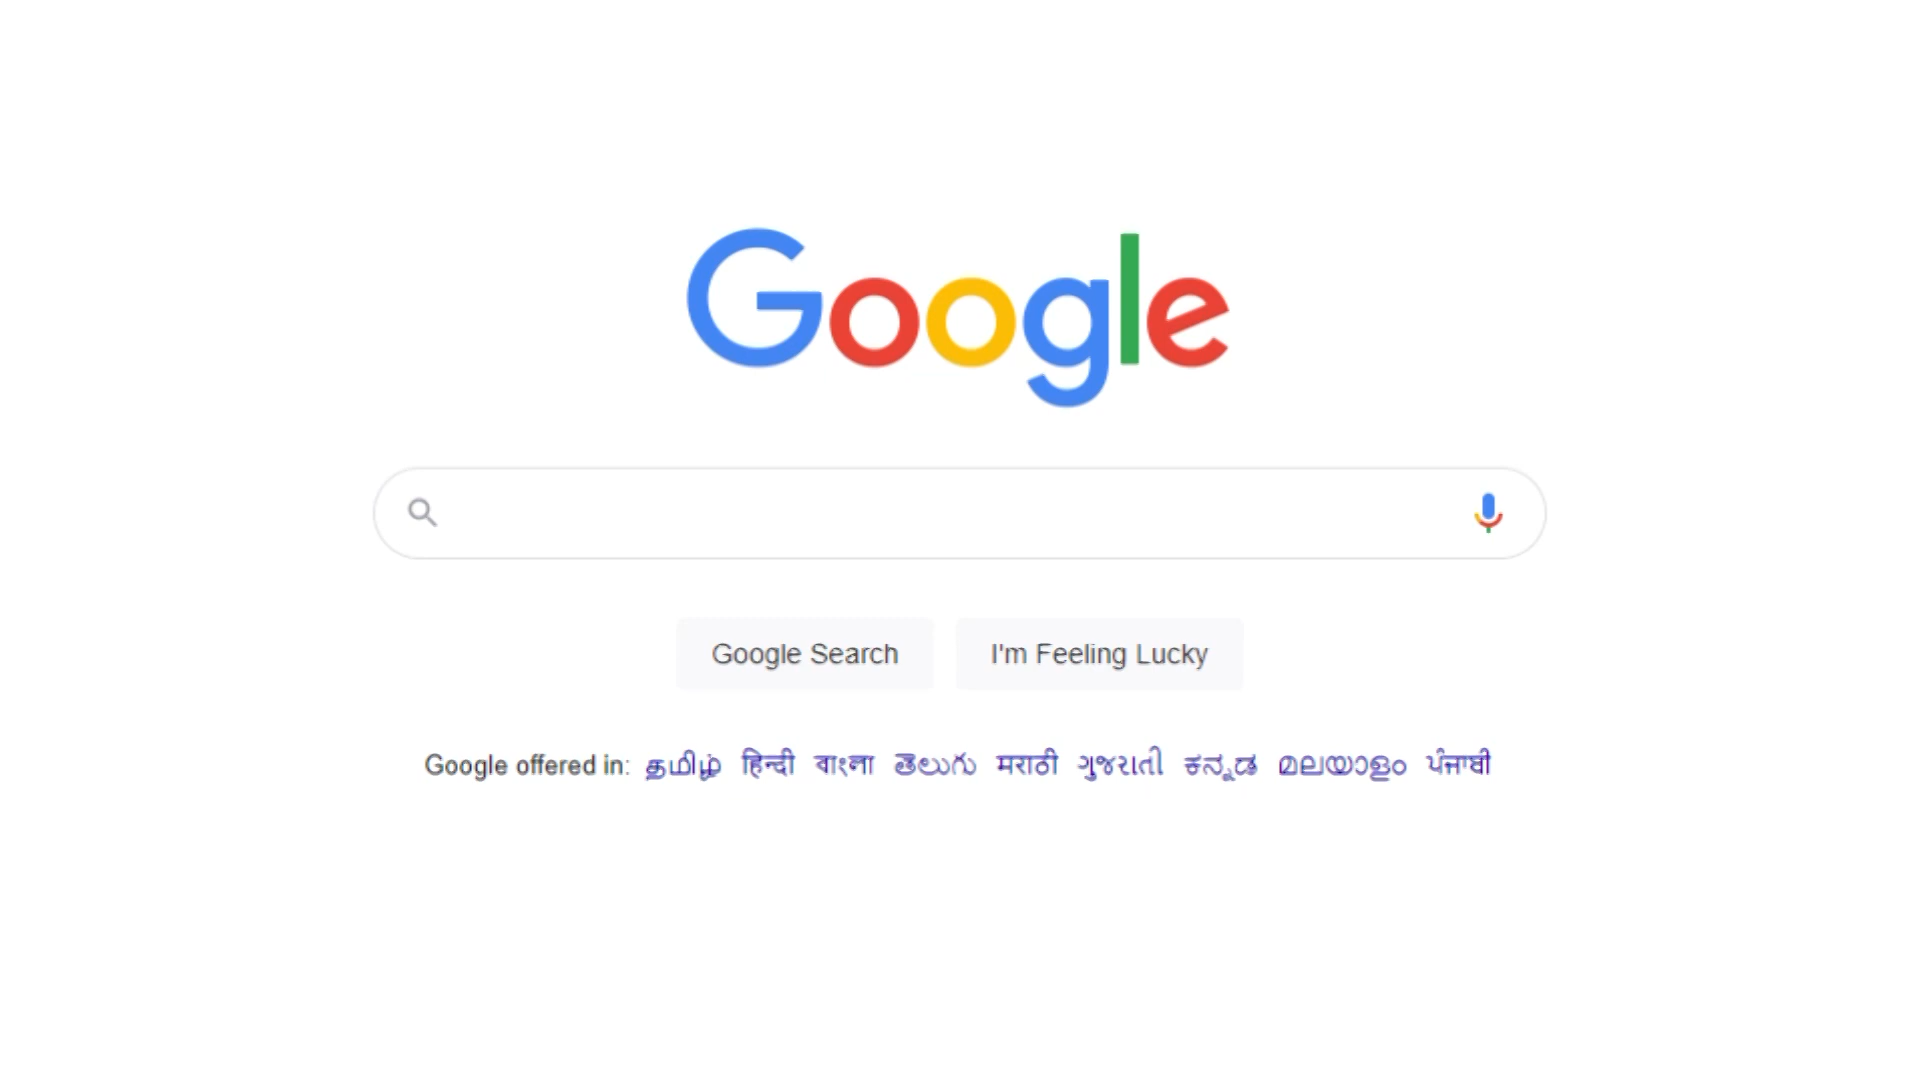 Google
Google Search
I'm Feeling Lucky
Google offered in: தமிழ் हिन्दी বাংলা తెలుగు मराठी ગુજરાતી ಕನ್ನಡ മലയാളം ਪੰਜਾਬੀ